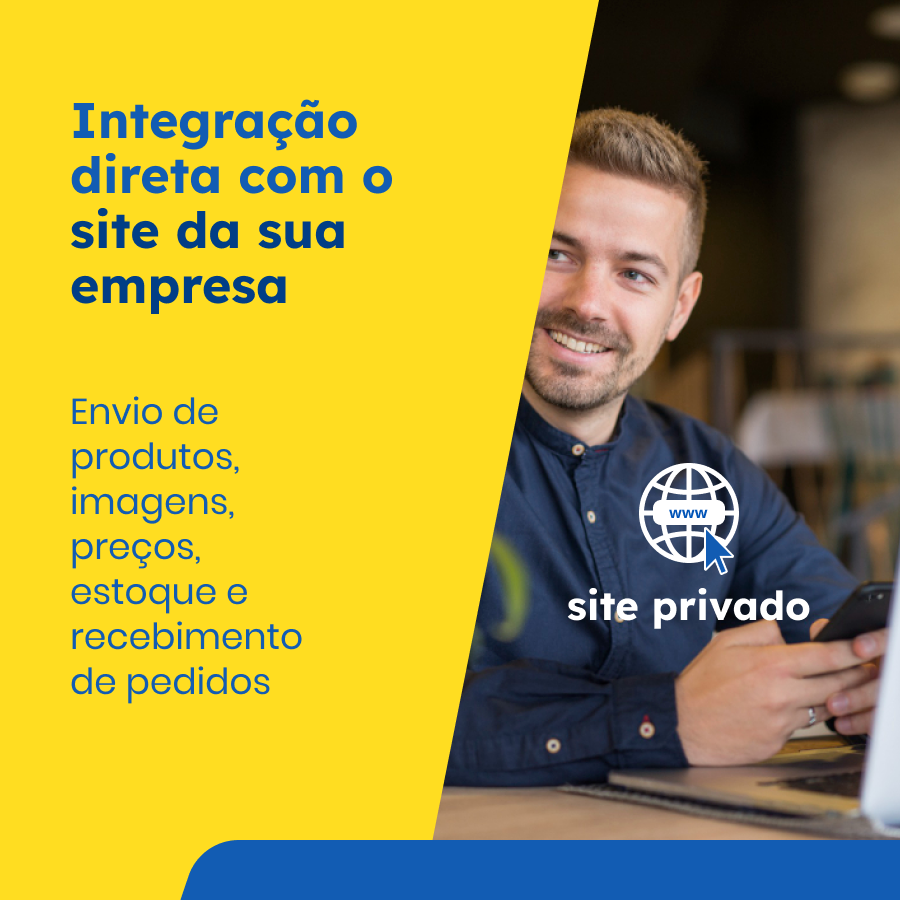 Integração
direta com o
site da sua
empresa
Envio de
produtos,
imagens,
preços,
estoque e
recebimento
de pedidos
www
site privado